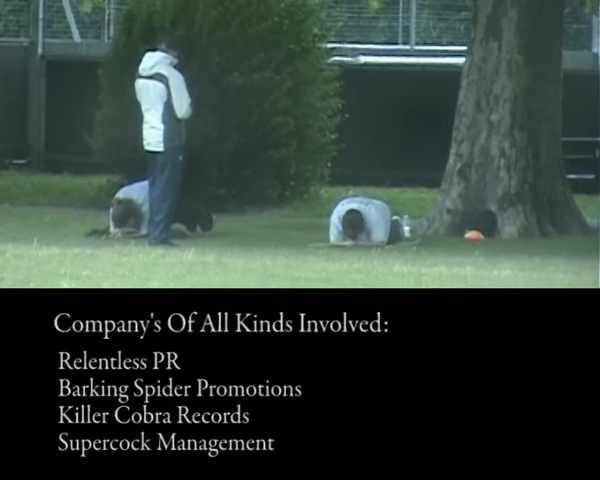 Company's Of All Kinds Involved:
Relentless PR
Barking Spider Promotions
Killer Cobra Records
Supercock Management